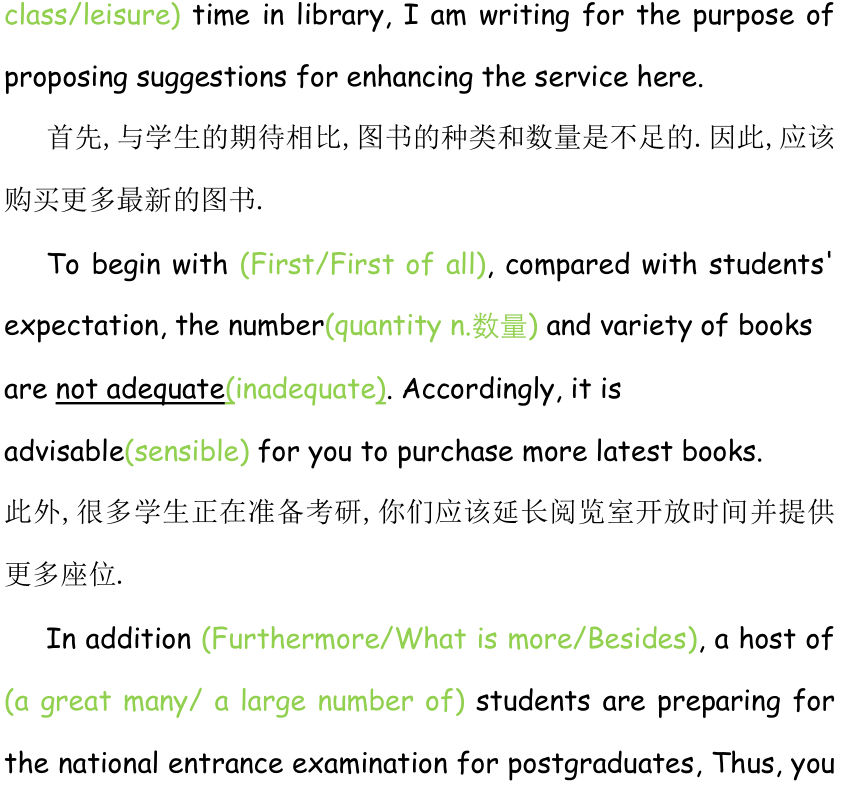 class/leisure) time in library, I am writing for the purpose of
proposing suggestions for enhancing the service here.
首先, 与学生的期待相比, 图书的种类和数量是不足的. 因此, 应该
购买更多最新的图书.
To begin with (First/First of all), compared with students'
expectation, the number(quantity n.数量) and variety of books
are not adequate(inadequate). Accordingly, it is
advisable(sensible) for you to purchase more latest books.
此外, 很多学生正在准备考研, 你们应该延长阅览室开放时间并提供
更多座位.
In addition (Furthermore/What is more/Besides), a host of
(a great many/ a large number of) students are preparing for
the national entrance examination for postgraduates, Thus, you